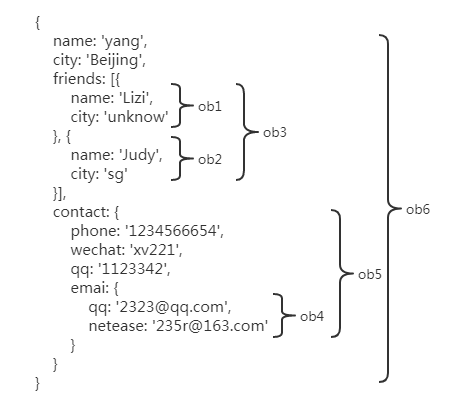 {
name: 'yang',
city: 'Beijing',
friends: [{
name: 'Lizi',
city: 'unknow'
ob1
}, {
ob3
name: 'Judy',
city: 'sg'
ob2
}],
ob6
contact: {
phone: '1234566654',
wechat: 'xv221',
qq: '1123342',
ob5
emai: {
qq: '2323@qq.com',
netease: '235r@163.com'
ob4
}
}
}